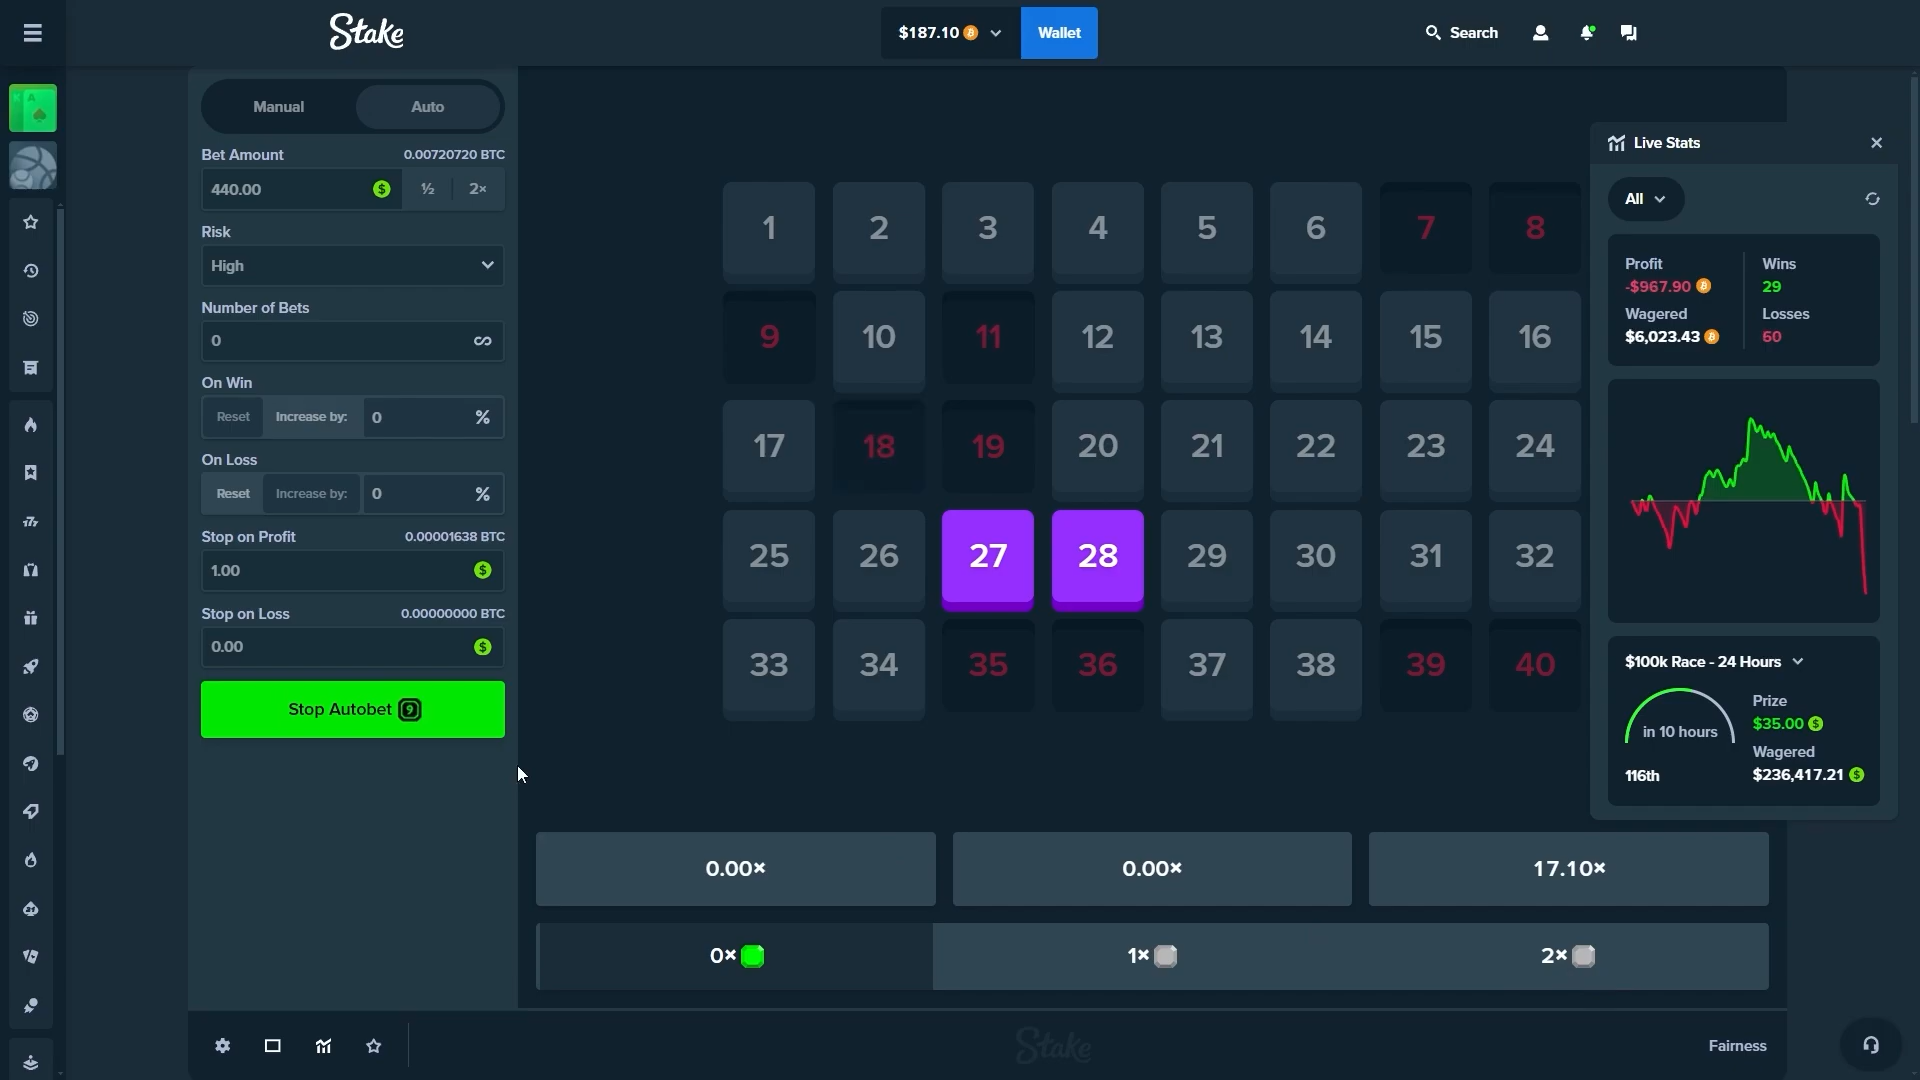 Stake
$187.10
Wallet
Search
Manual
Auto
Bet Amount
0.00720720 BTC
440.00
½
2×
Risk
High
Number of Bets
0
∞
On Win
Reset
Increase by:
0
%
On Loss
Reset
Increase by:
0
%
Stop on Profit
0.00001638 BTC
1.00
Stop on Loss
0.00000000 BTC
0.00
Stop Autobet 9
1 2 3 4 5 6 7 8
9 10 11 12 13 14 15 16
17 18 19 20 21 22 23 24
25 26 27 28 29 30 31 32
33 34 35 36 37 38 39 40
0.00× 0.00× 17.10×
0× 1× 2×
Live Stats
All
Profit
-$967.90
Wins
29
Wagered
$6,023.43
Losses
60
$100k Race - 24 Hours
in 10 hours
116th
Prize
$35.00
Wagered
$236,417.21
Stake
Fairness